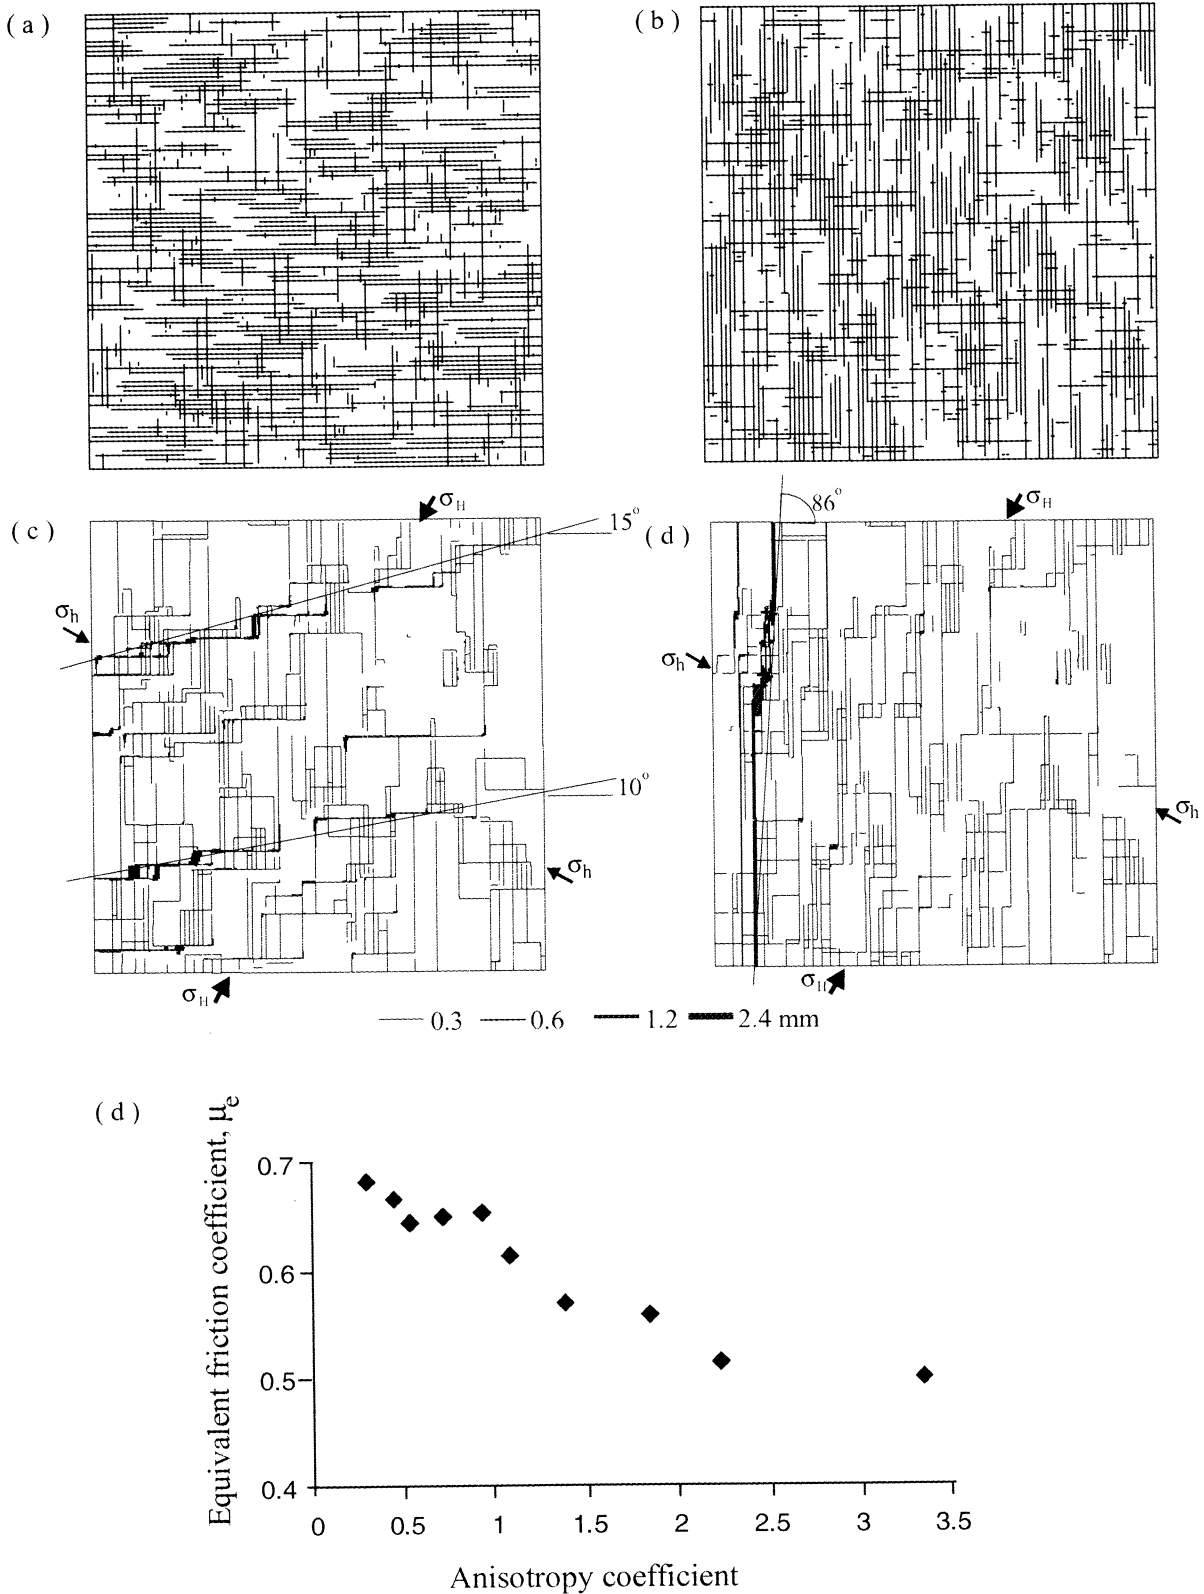 ( a )
( b )
( c )
σH
15°
86°
( d )
σH
σh
σh
10°
σh
σh
σH
σH
0.3 0.6 1.2 2.4 mm
( d )
Equivalent friction coefficient, μe
0.7
0.6
0.5
0.4
0 0.5 1 1.5 2 2.5 3 3.5
Anisotropy coefficient